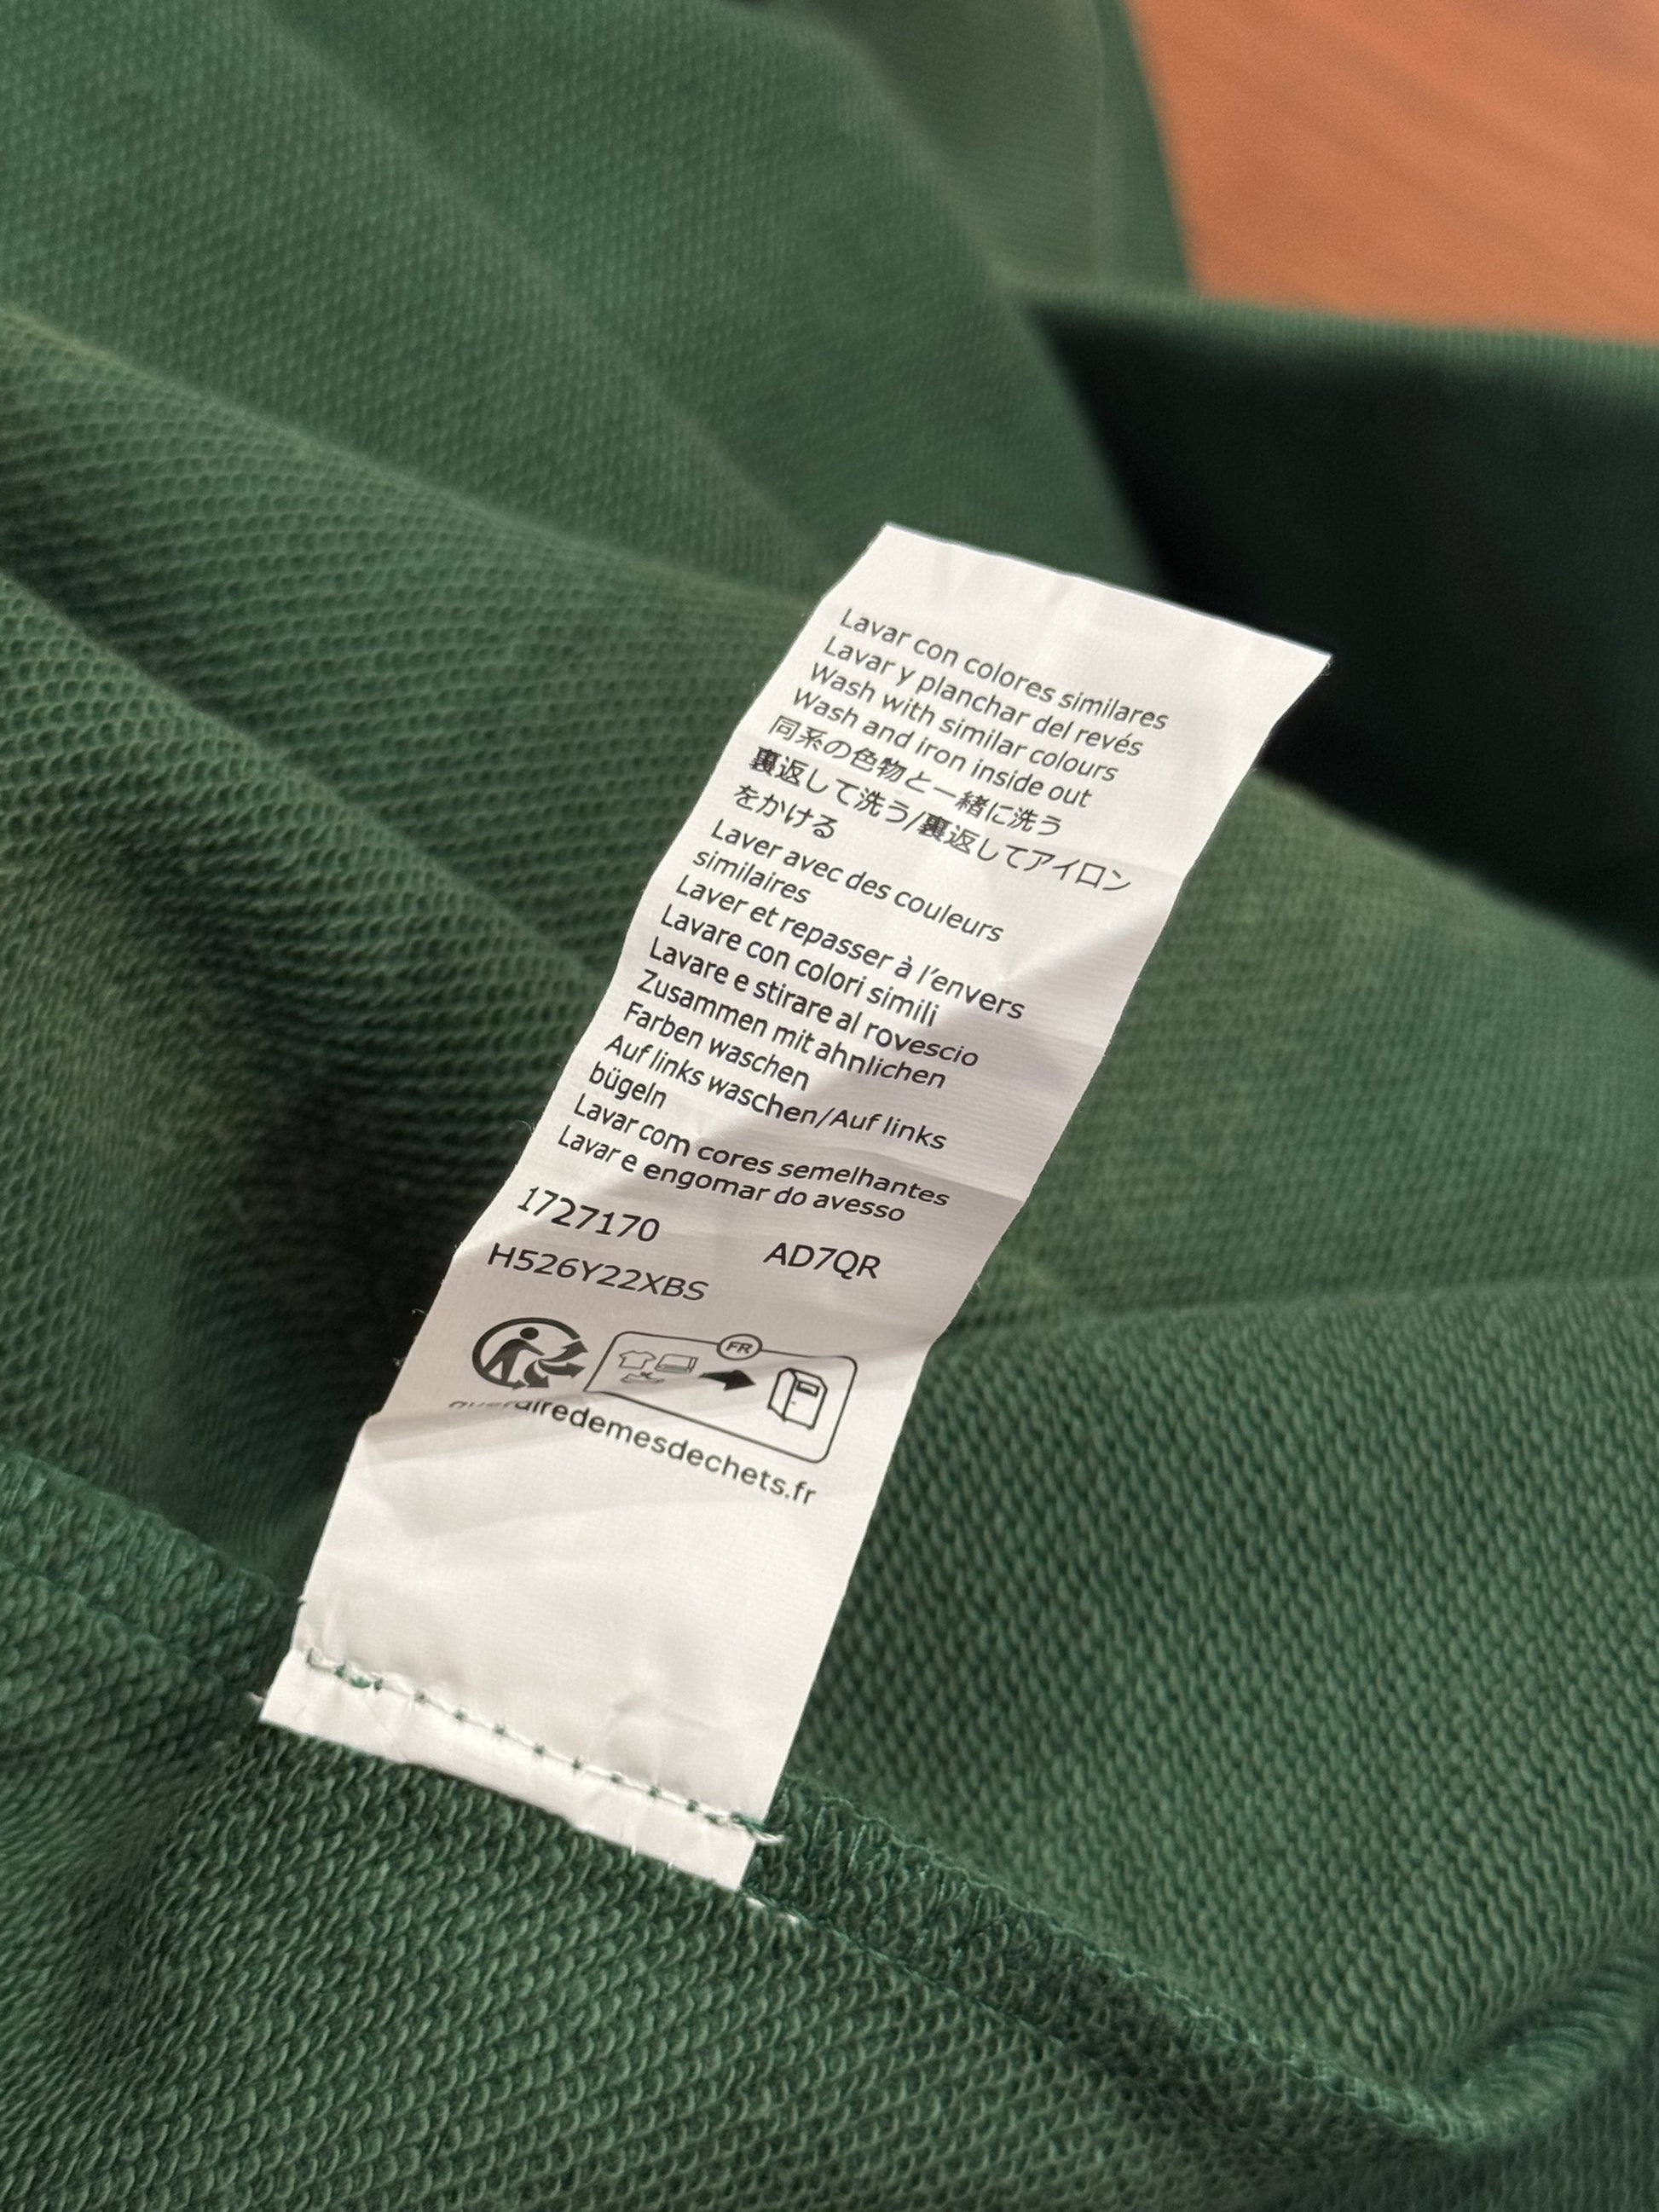 Lavar con colores similares
Lavar y planchar del revés
Wash with similar colours
Wash and iron inside out
同系の色物と一緒に洗う
裏返して洗う/裏返してアイロン
をかける
Laver avec des couleurs
similaires
Laver et repasser à l'envers
Lavare con colori simili
Lavare e stirare al rovescio
Zusammen mit ahnlichen
Farben waschen
Auf links waschen/Auf links
bügeln
Lavar com cores semelhantes
Lavar e engomar do avesso
1727170 AD7QR
H526Y22XBS
FR